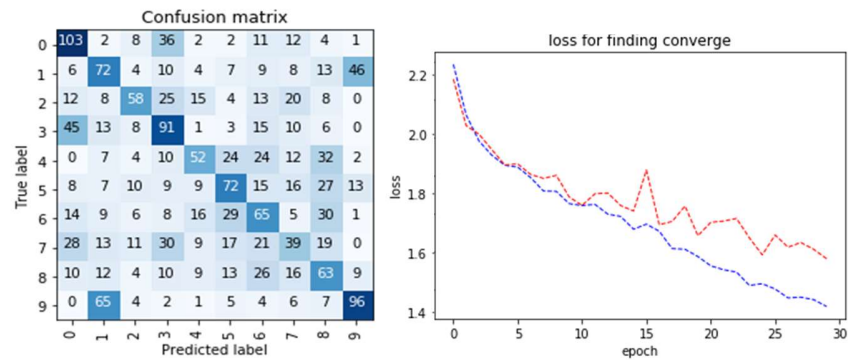 Confusion matrix
0 103 2 8 36 2 2 11 12 4 1
1 6 72 4 10 4 7 9 8 13 46
2 12 8 58 25 15 4 13 20 8 0
3 45 13 8 91 1 3 15 10 6 0
4 0 7 4 10 52 24 24 12 32 2
5 8 7 10 9 9 72 15 16 27 13
6 14 9 6 8 16 29 65 5 30 1
7 28 13 11 30 9 17 21 39 19 0
8 10 12 4 10 9 13 26 16 63 9
9 0 65 4 2 1 5 4 6 7 96
0 1 2 3 4 5 6 7 8 9
True label
Predicted label
loss for finding converge
2.2
2.0
1.8
1.6
1.4
loss
0 5 10 15 20 25 30
epoch